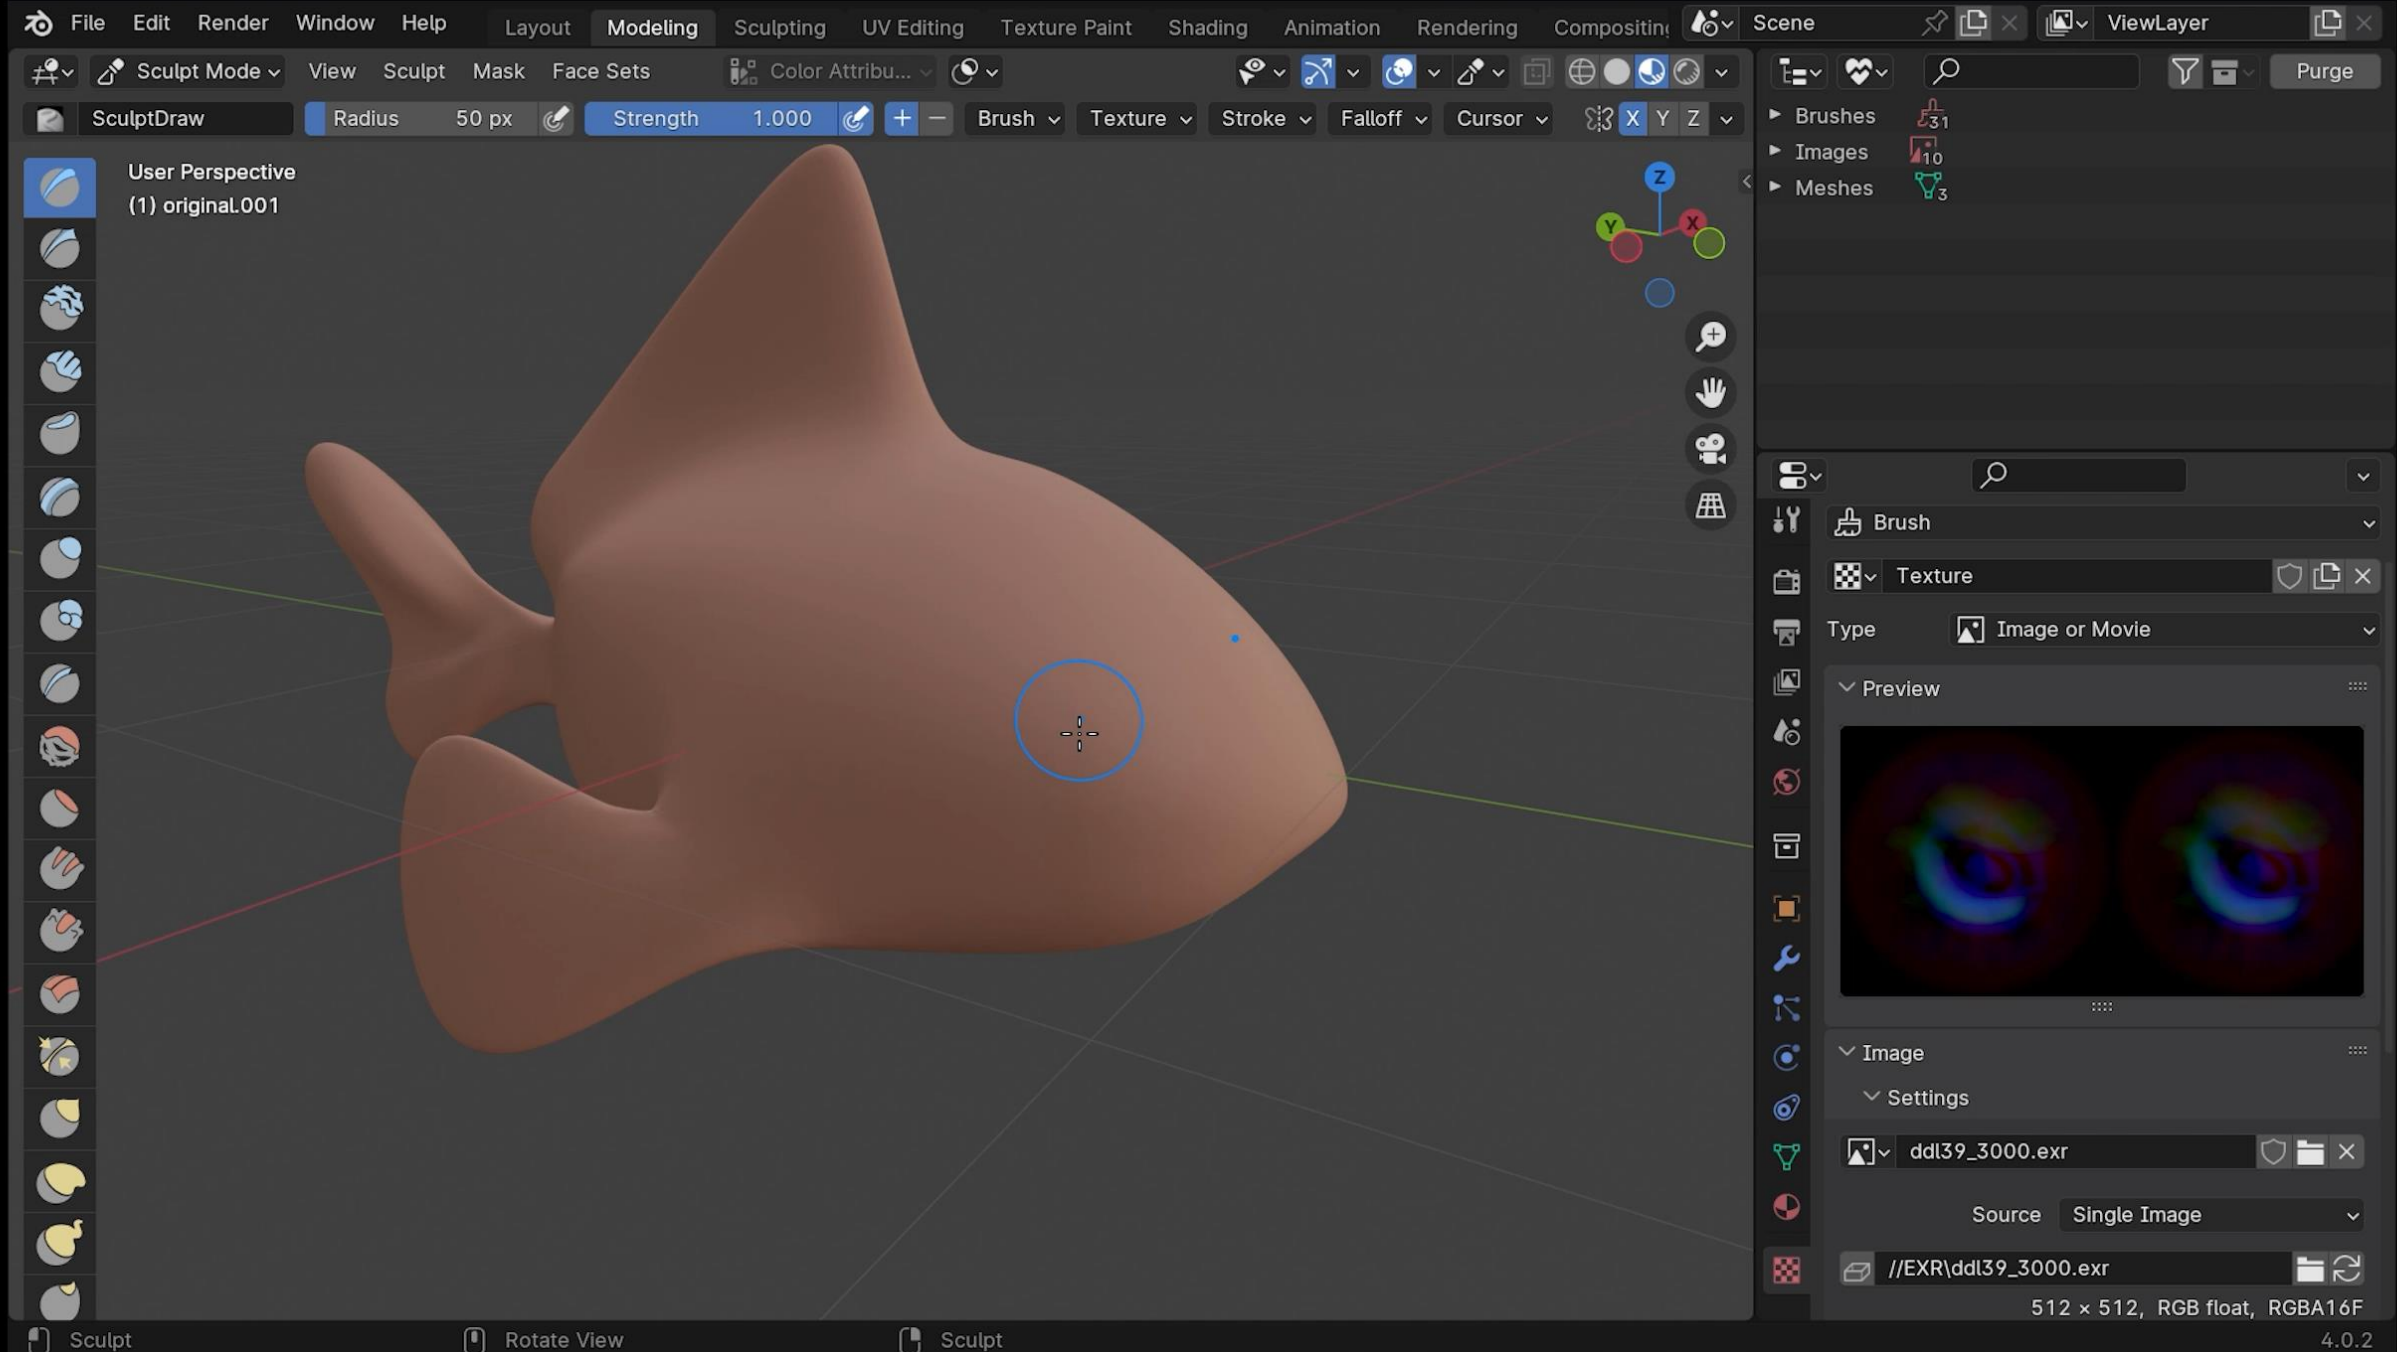 File Edit Render Window Help Layout Modeling Sculpting UV Editing Texture Paint Shading Animation Rendering Scene ViewLayer
Sculpt Mode View Sculpt Mask Face Sets Color Attribu... Purge
SculptDraw Radius 50 px Strength 1.000 Brush Texture Stroke Falloff Cursor X Y Z
User Perspective
(1) original.001
Z
Y X
Brushes 31
Images 10
Meshes 3
Brush
Texture
Type Image or Movie
Preview
Image
Settings
ddl39_3000.exr
Source Single Image
//EXR\ddl39_3000.exr
512 × 512, RGB float, RGBA16F
Sculpt Rotate View Sculpt 4.0.2